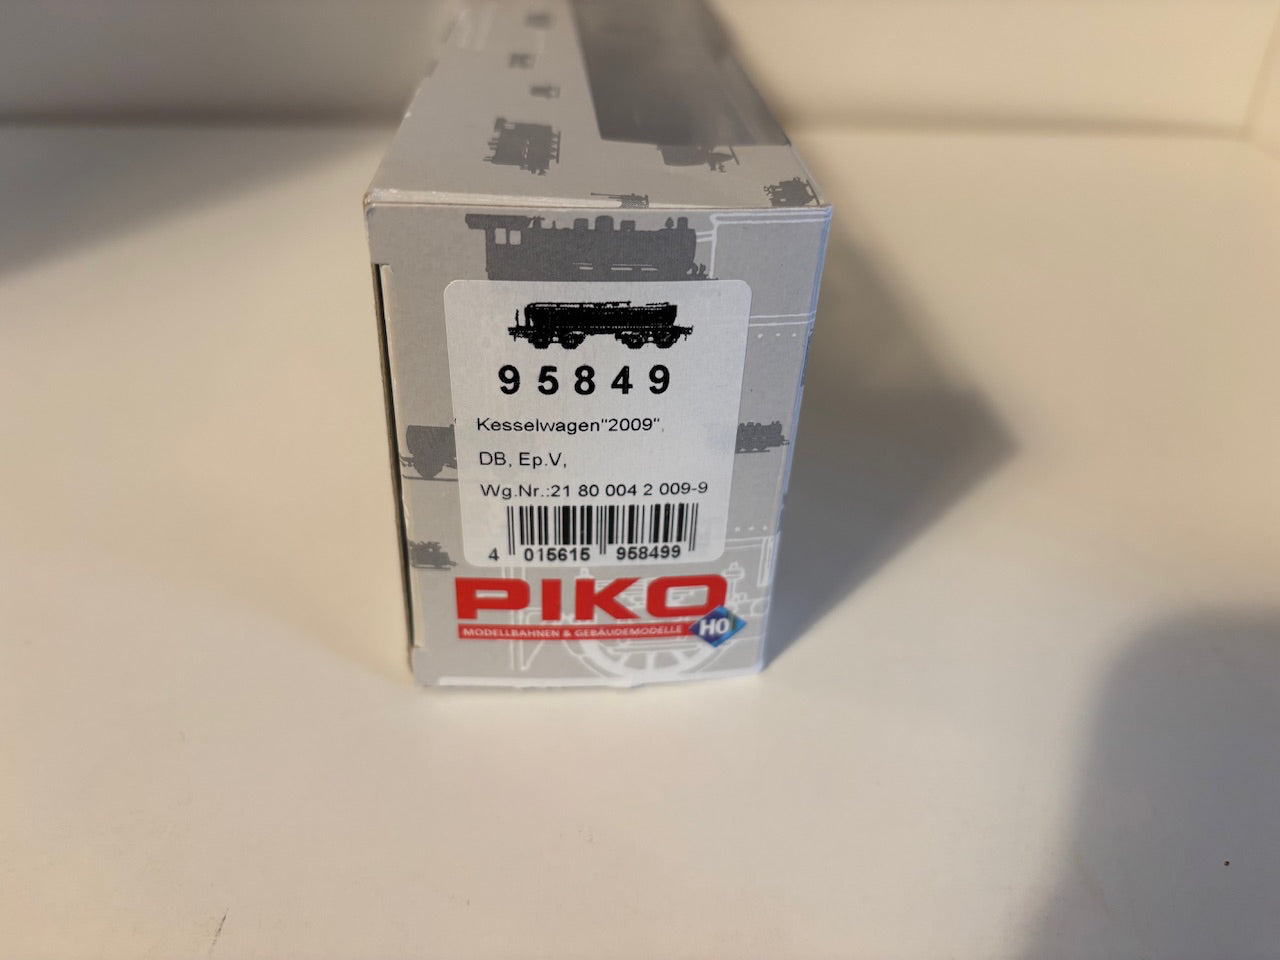 95849
Kesselwagen"2009",
DB, Ep.V,
Wg.Nr.:21 80 004 2 009-9
4 015615 958499
PIKO
MODELLBAHNEN & GEBÄUDEMODELLE
HO